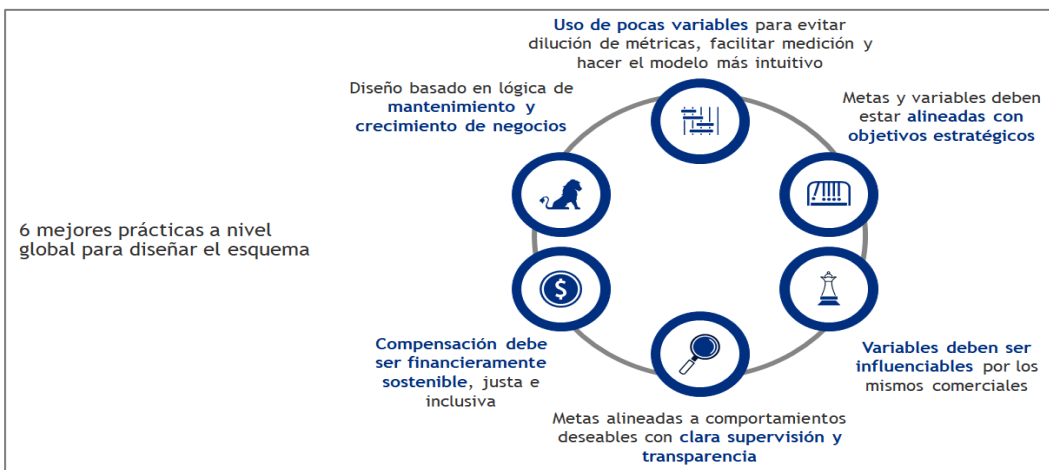 6 mejores prácticas a nivel
global para diseñar el esquema
Uso de pocas variables para evitar
dilución de métricas, facilitar medición y
hacer el modelo más intuitivo
Metas y variables deben
estar alineadas con
objetivos estratégicos
Variables deben ser
influenciables por los
mismos comerciales
Metas alineadas a comportamientos
deseables con clara supervisión y
transparencia
Compensación debe
ser financieramente
sostenible, justa e
inclusiva
Diseño basado en lógica de
mantenimiento y
crecimiento de negocios
$